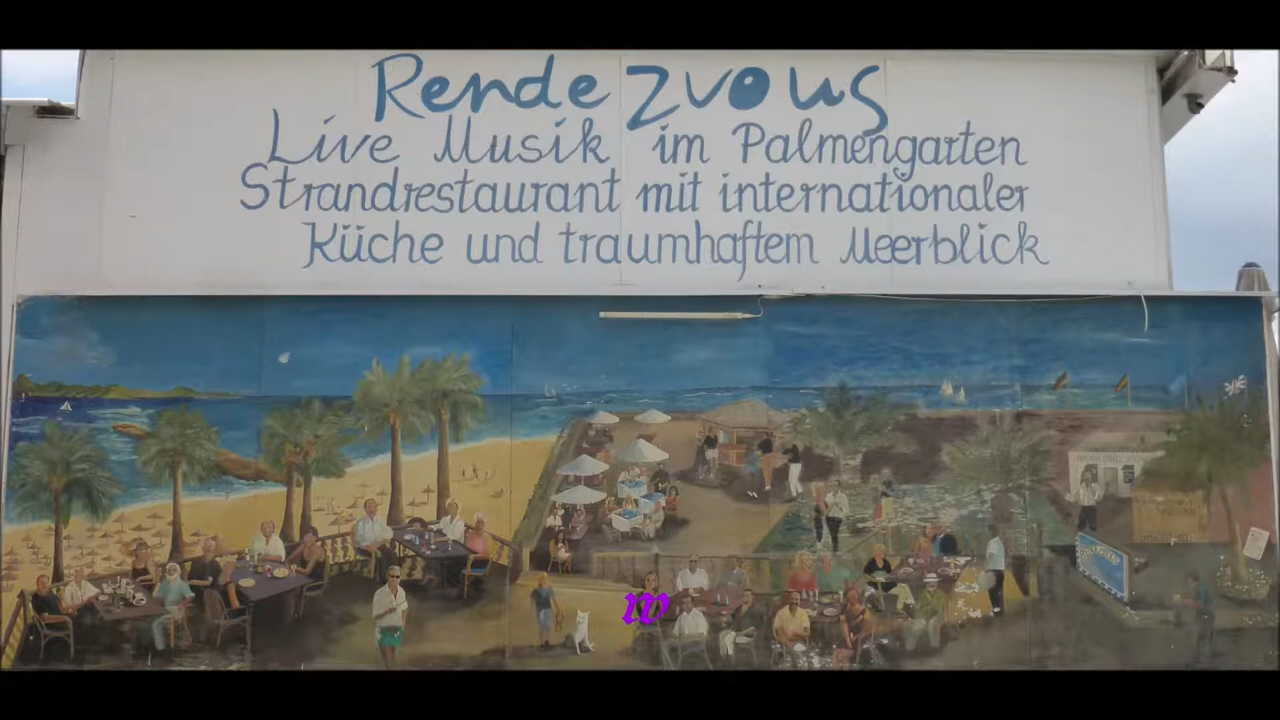 Rendezvous
Live Musik im Palmengarten
Strandrestaurant mit internationaler
Küche und traumhaftem Meerblick
w